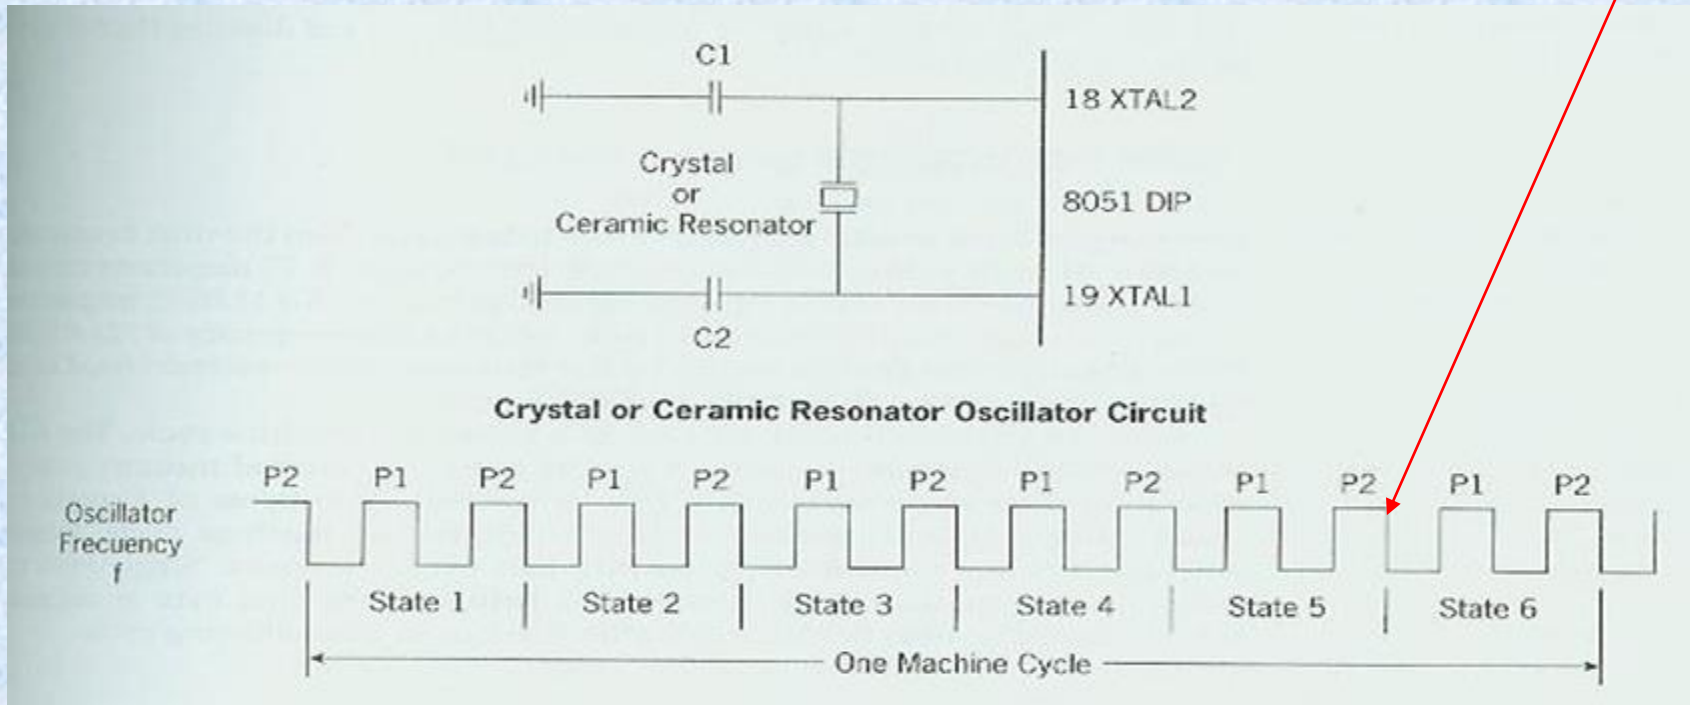 C1
18 XTAL2
Crystal
or
Ceramic Resonator
8051 DIP
19 XTAL1
C2
Crystal or Ceramic Resonator Oscillator Circuit
P2 P1 P2 P1 P2 P1 P2 P1 P2 P1 P2 P1 P2
Oscillator
Frecuency
f
State 1 State 2 State 3 State 4 State 5 State 6
One Machine Cycle